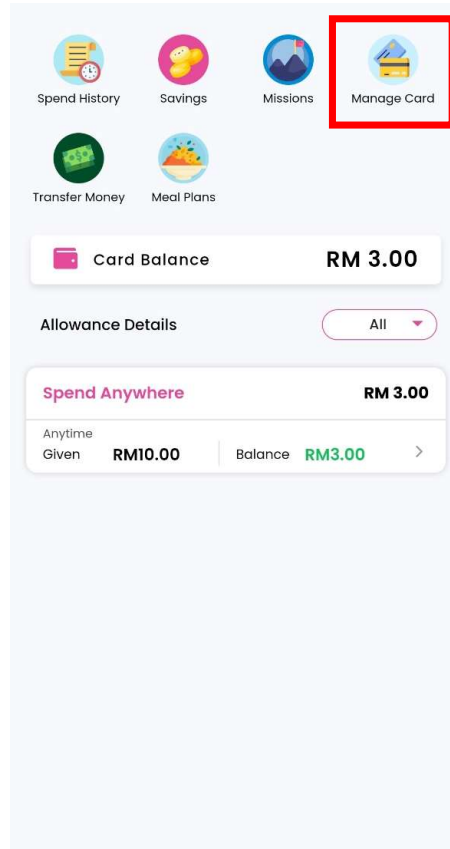 Spend History Savings Missions Manage Card
Transfer Money Meal Plans
Card Balance RM 3.00
Allowance Details All
Spend Anywhere RM 3.00
Anytime
Given RM10.00 Balance RM3.00